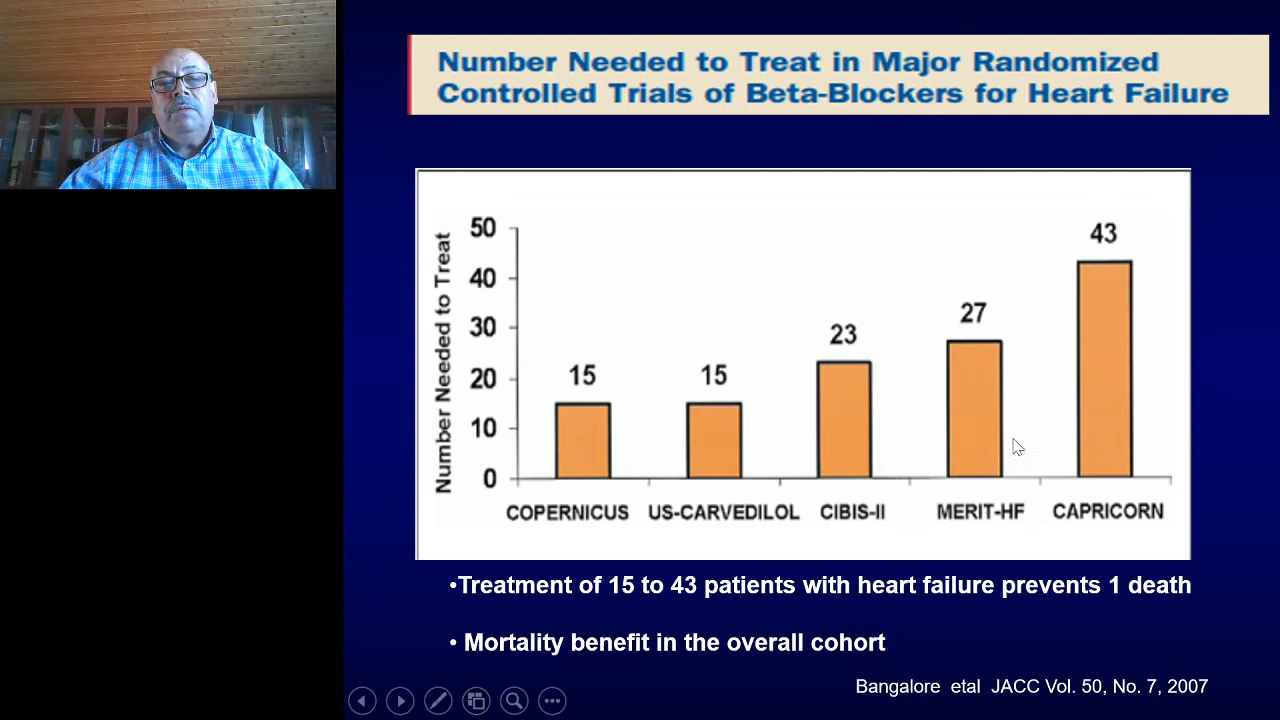 Number Needed to Treat in Major Randomized
Controlled Trials of Beta-Blockers for Heart Failure
Number Needed to Treat
50
40
30
20
10
0
15
15
23
27
43
COPERNICUS
US-CARVEDILOL
CIBIS-II
MERIT-HF
CAPRICORN
•Treatment of 15 to 43 patients with heart failure prevents 1 death
• Mortality benefit in the overall cohort
Bangalore etal JACC Vol. 50, No. 7, 2007